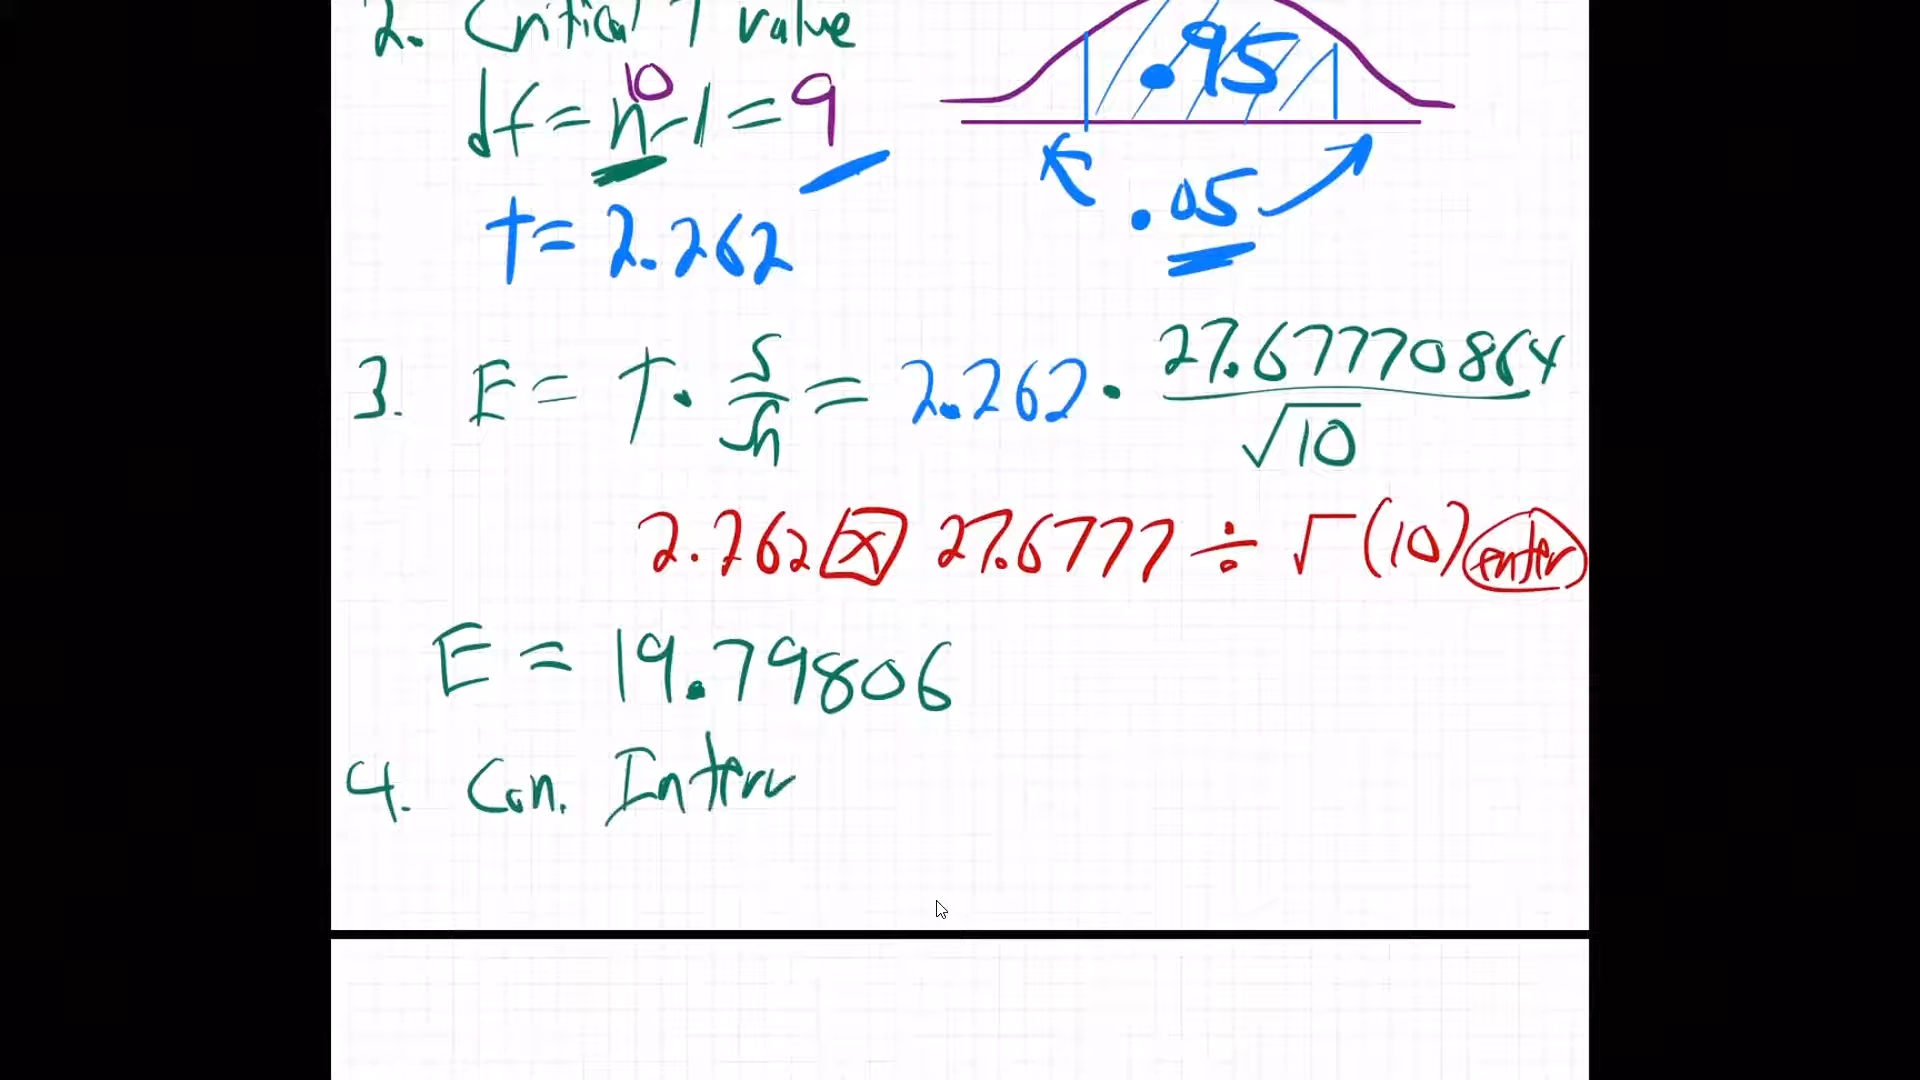 2. Critical T value
.95
df = n-1 = 9
10
.05
t = 2.262
3. E = T · s/√n = 2.262 · 27.67770864/√10
2.262 x 27.6777 ÷ √(10) enter
E = 19.79806
4. Con. Interv